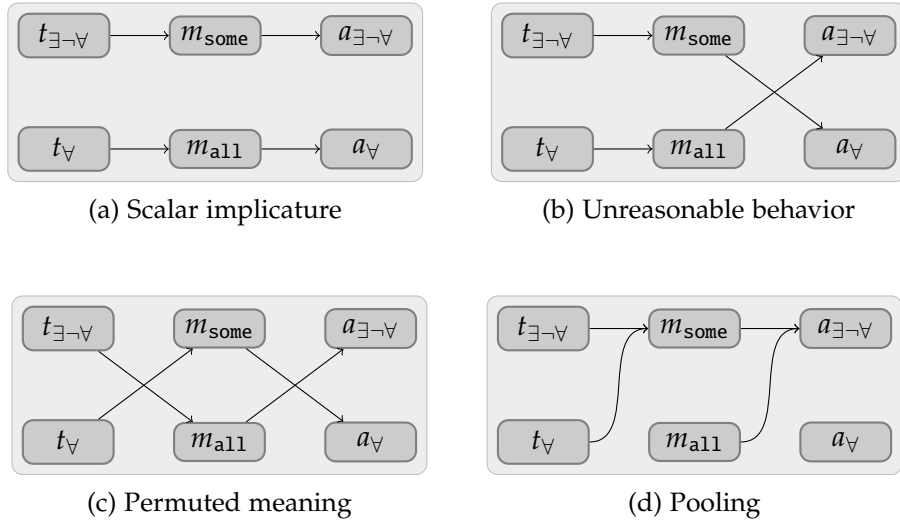 t∃¬∀ m_some a∃¬∀ t∃¬∀ m_some a∃¬∀
t∀ m_all a∀ t∀ m_all a∀
(a) Scalar implicature (b) Unreasonable behavior
t∃¬∀ m_some a∃¬∀ t∃¬∀ m_some a∃¬∀
t∀ m_all a∀ t∀ m_all a∀
(c) Permuted meaning (d) Pooling